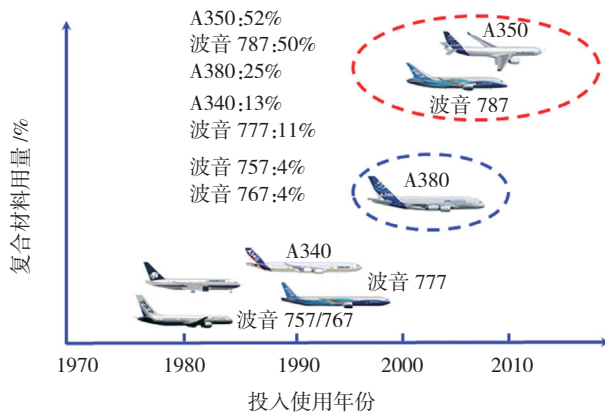 A350:52%
波音 787:50%
A380:25%
A340:13%
波音 777:11%
波音 757:4%
波音 767:4%
A350
波音 787
A380
A340
波音 777
波音 757/767
复合材料用量/%
1970
1980
1990
2000
2010
投入使用年份